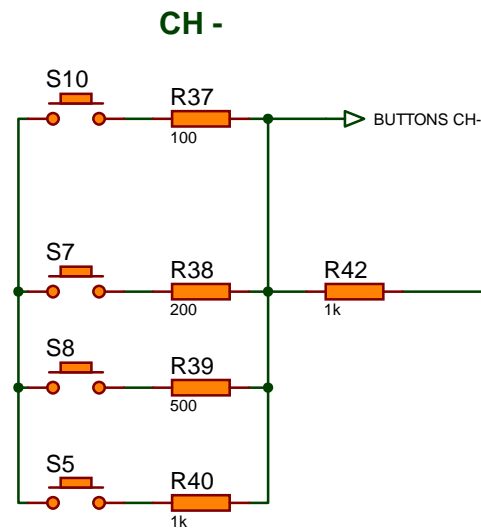 CH -
S10
R37
100
BUTTONS CH-
S7
R38
200
R42
1k
S8
R39
500
S5
R40
1k